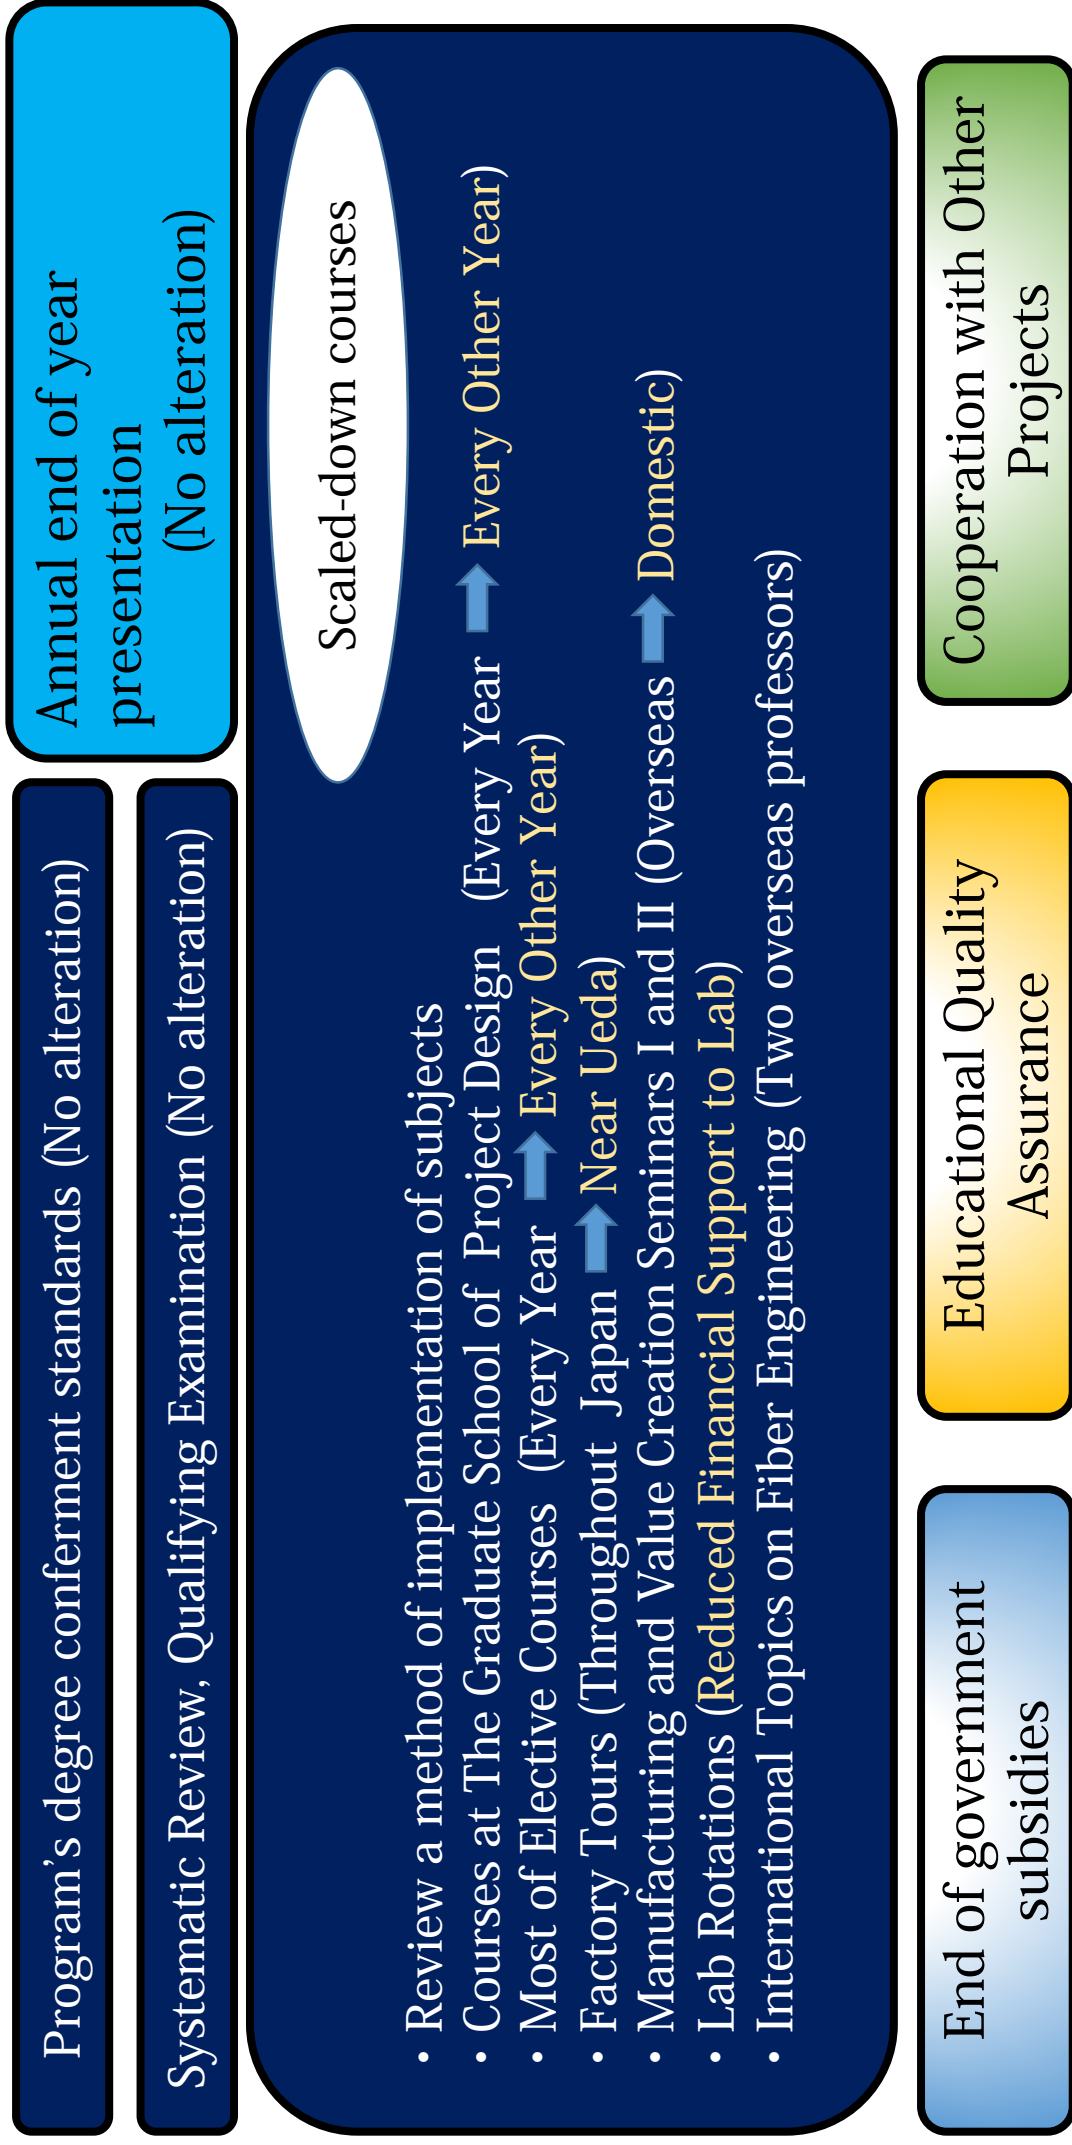 Program’s degree conferment standards (No alteration)
Systematic Review, Qualifying Examination (No alteration)
Annual end of year
presentation
(No alteration)
Scaled-down courses
• Review a method of implementation of subjects
• Courses at The Graduate School of Project Design (Every Year ➡ Every Other Year)
• Most of Elective Courses (Every Year ➡ Every Other Year)
• Factory Tours (Throughout Japan ➡ Near Ueda)
• Manufacturing and Value Creation Seminars I and II (Overseas ➡ Domestic)
• Lab Rotations (Reduced Financial Support to Lab)
• International Topics on Fiber Engineering (Two overseas professors)
End of government
subsidies
Educational Quality
Assurance
Cooperation with Other
Projects